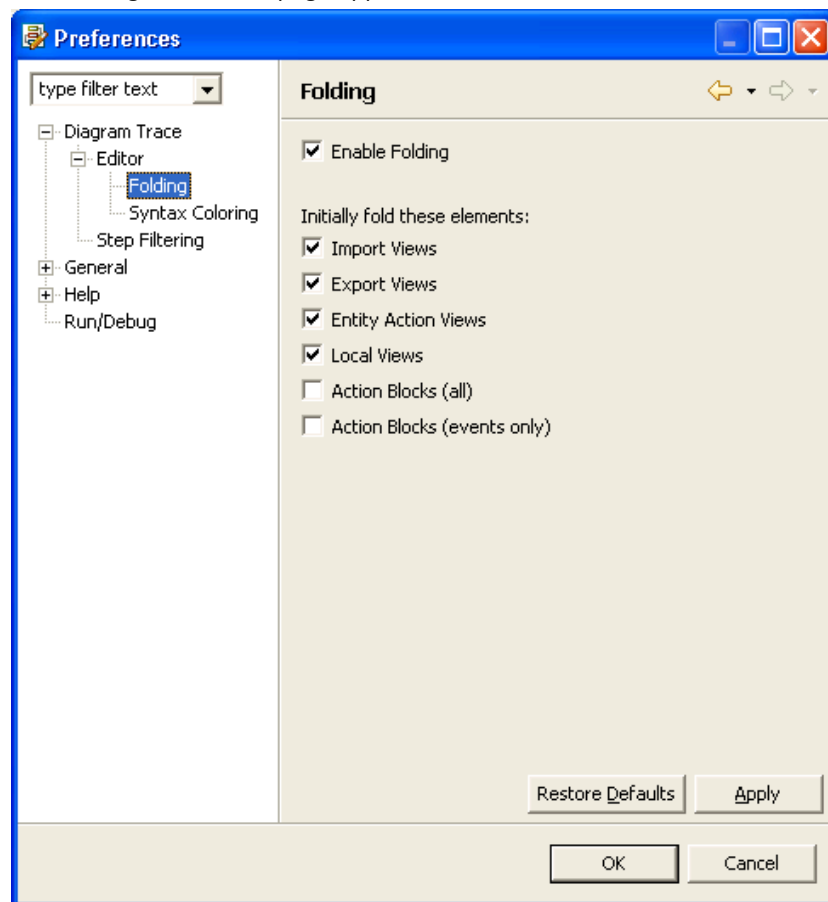 Preferences
type filter text
Diagram Trace
Editor
Folding
Syntax Coloring
Step Filtering
General
Help
Run/Debug
Folding
Enable Folding
Initially fold these elements:
Import Views
Export Views
Entity Action Views
Local Views
Action Blocks (all)
Action Blocks (events only)
Restore Defaults
Apply
OK
Cancel